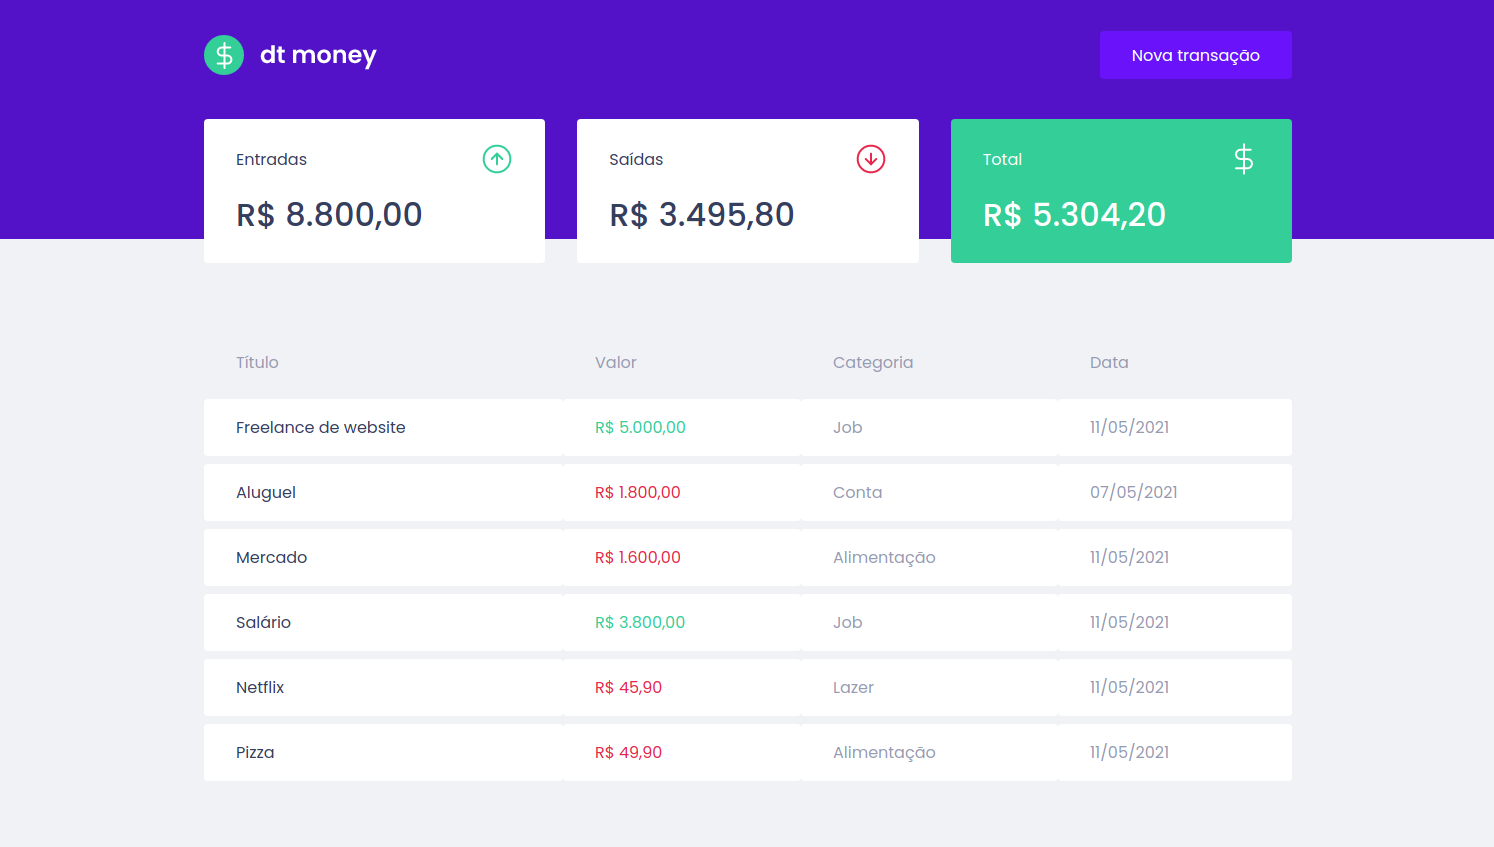 dt money
Nova transação
Entradas
R$ 8.800,00
Saídas
R$ 3.495,80
Total
R$ 5.304,20
Título Valor Categoria Data
Freelance de website R$ 5.000,00 Job 11/05/2021
Aluguel R$ 1.800,00 Conta 07/05/2021
Mercado R$ 1.600,00 Alimentação 11/05/2021
Salário R$ 3.800,00 Job 11/05/2021
Netflix R$ 45,90 Lazer 11/05/2021
Pizza R$ 49,90 Alimentação 11/05/2021